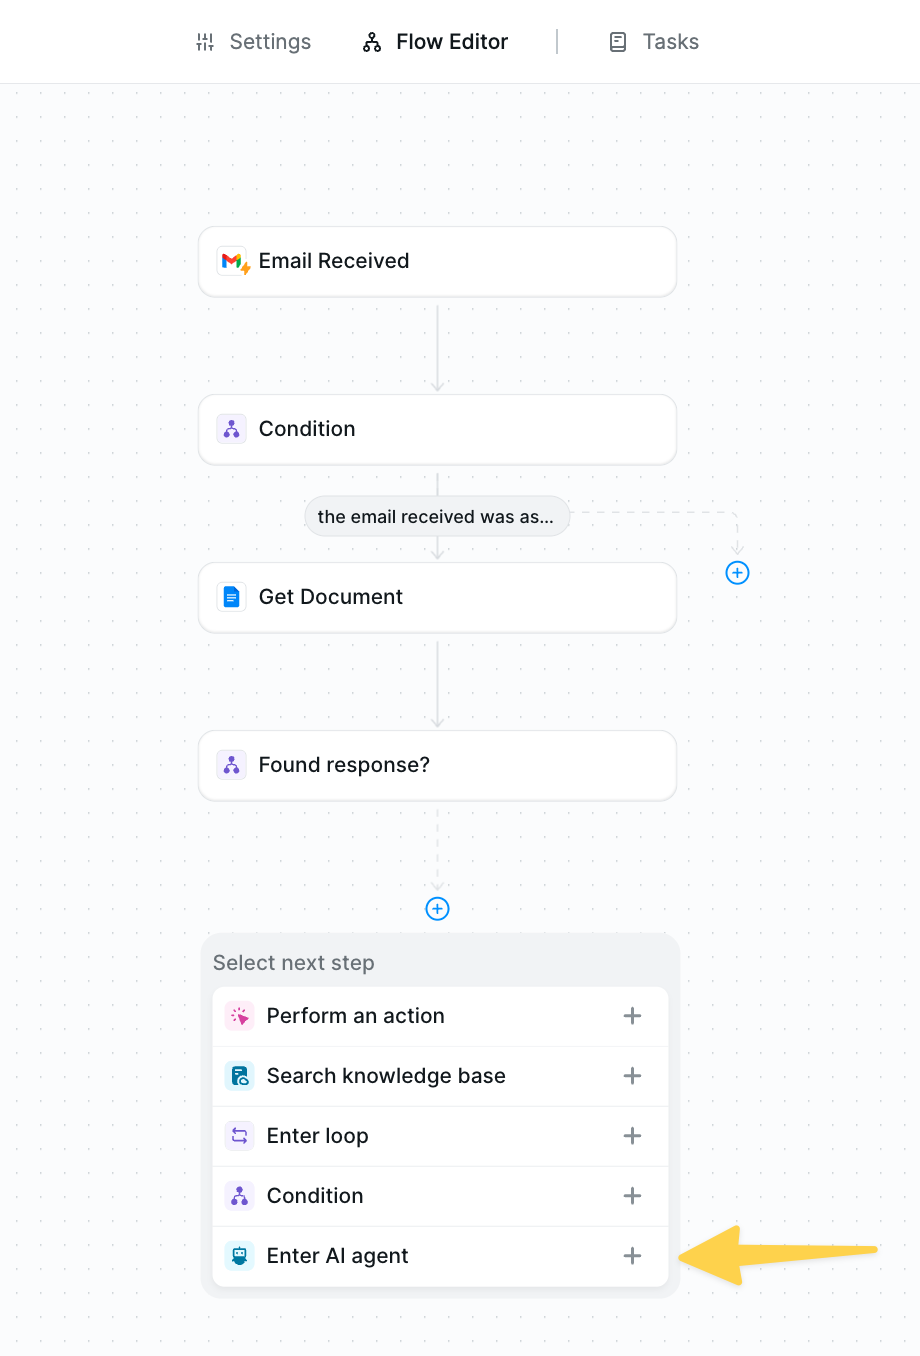 Settings
Flow Editor
Tasks
Email Received
Condition
the email received was as...
Get Document
Found response?
Select next step
Perform an action
Search knowledge base
Enter loop
Condition
Enter AI agent